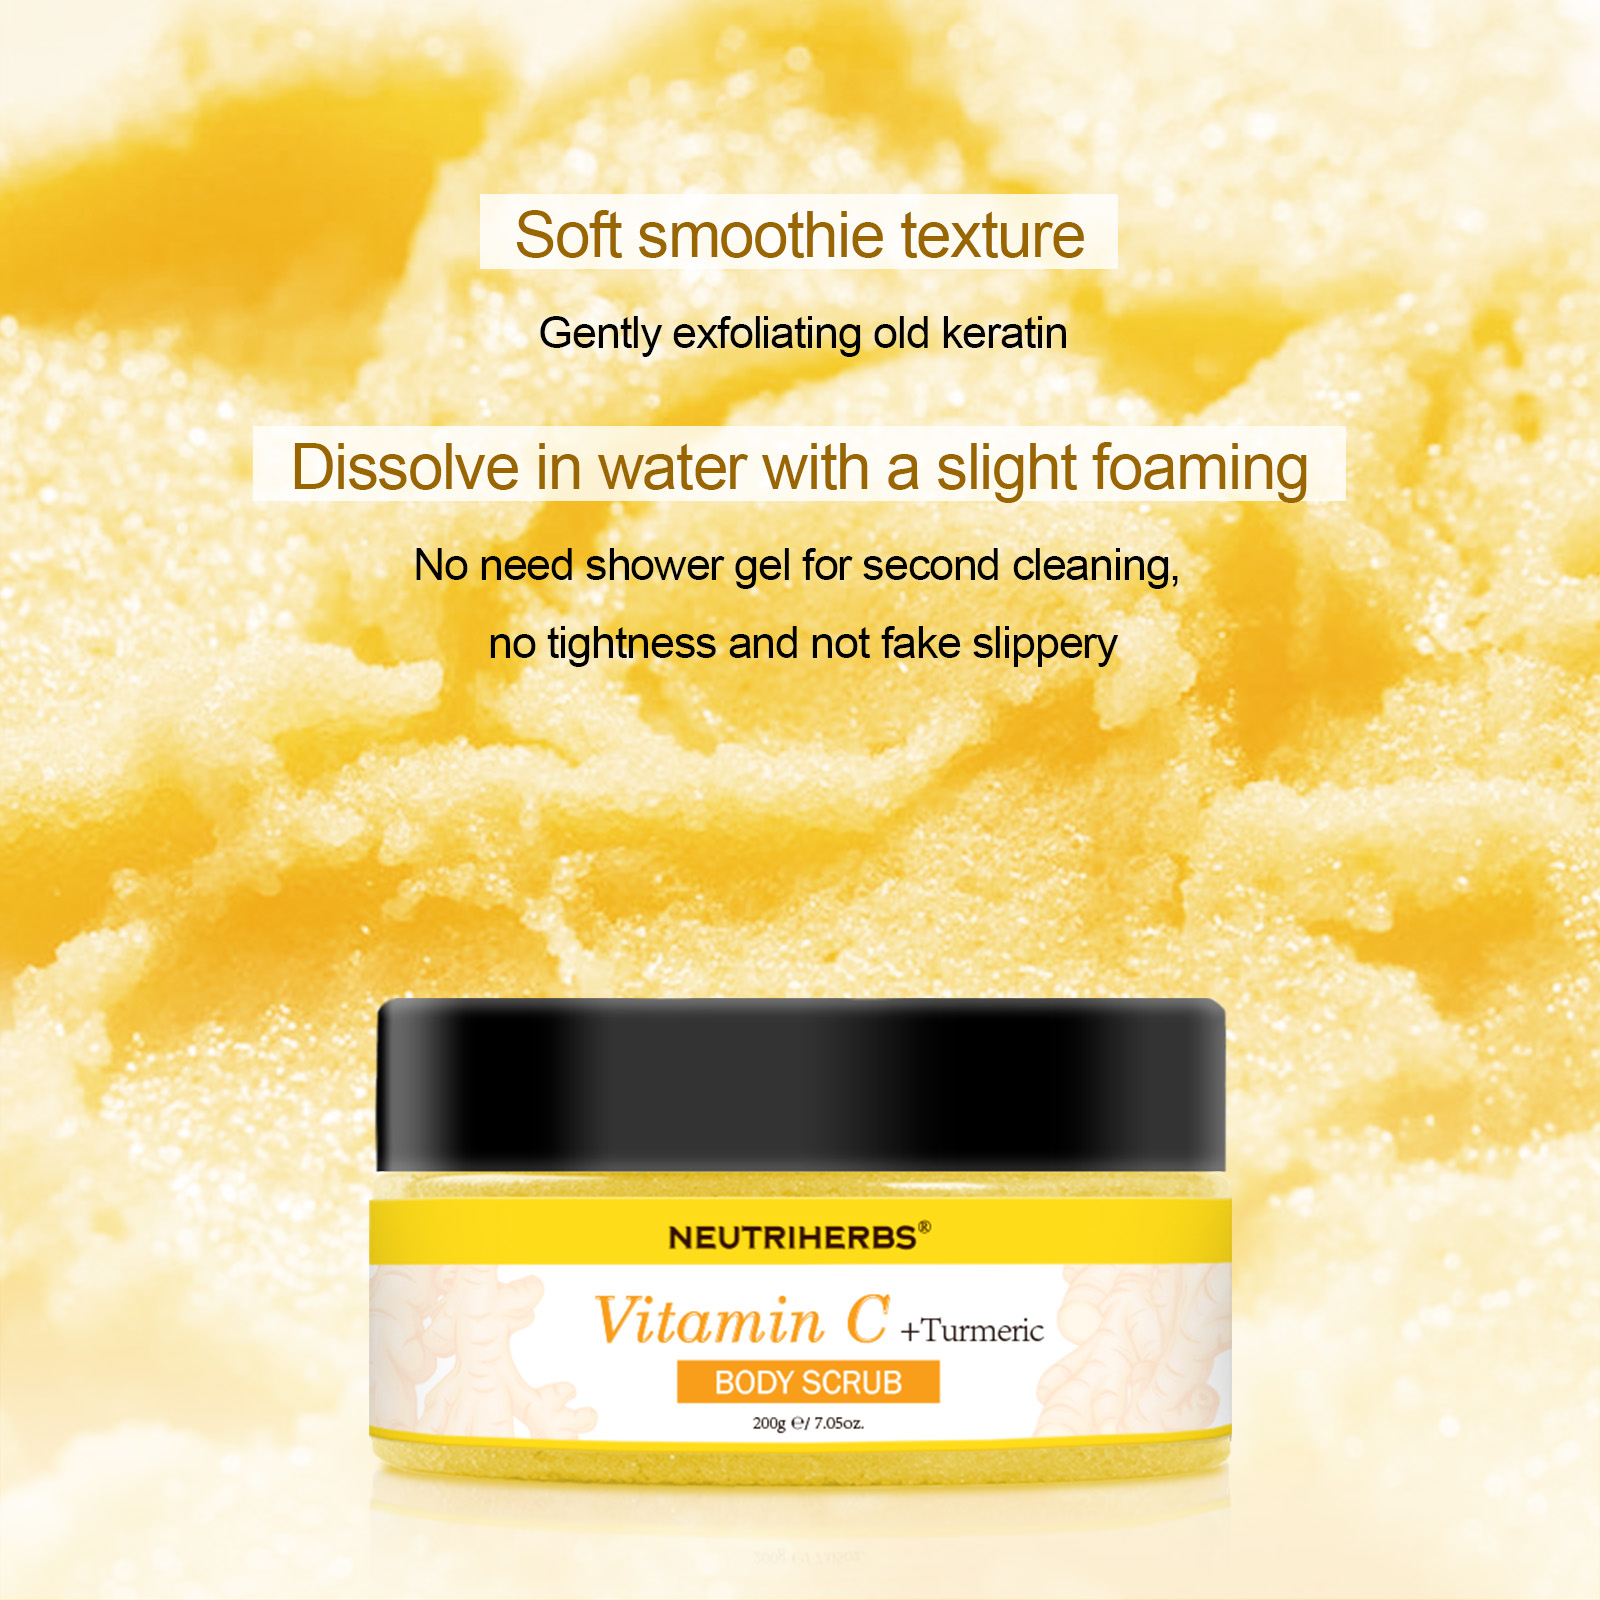 Soft smoothie texture
Gently exfoliating old keratin
Dissolve in water with a slight foaming
No need shower gel for second cleaning,
no tightness and not fake slippery
NEUTRIHERBS®
Vitamin C +Turmeric
BODY SCRUB
200g ℮/ 7.05oz.